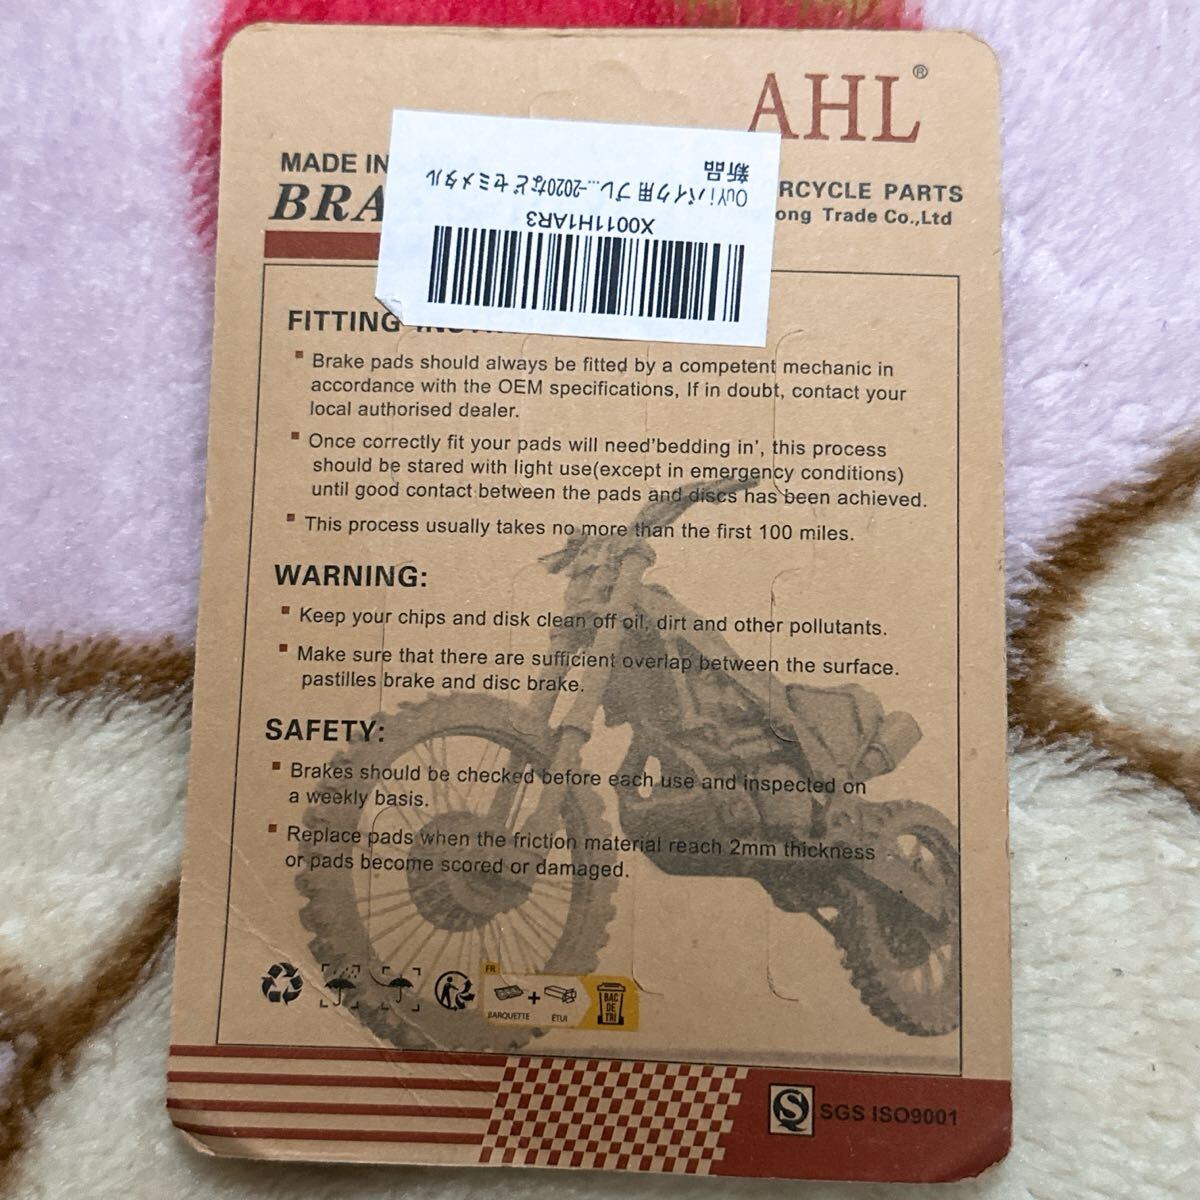 AHL®
MADE IN
RCYCLE PARTS
BRA
ong Trade Co.,Ltd
X0011H1AR3
OuYiバイク用 ブレ...-2020など セミメタル
新品
FITTING
Brake pads should always be fitted by a competent mechanic in
accordance with the OEM specifications, If in doubt, contact your
local authorised dealer.
Once correctly fit your pads will need'bedding in', this process
should be stared with light use(except in emergency conditions)
until good contact between the pads and discs has been achieved.
This process usually takes no more than the first 100 miles.
WARNING:
Keep your chips and disk clean off oil, dirt and other pollutants.
Make sure that there are sufficient overlap between the surface.
pastilles brake and disc brake.
SAFETY:
Brakes should be checked before each use and inspected on
a weekly basis.
Replace pads when the friction material reach 2mm thickness
or pads become scored or damaged.
FR
BARQUETTE + ÉTUI
BAC
DE
TRI
SGS ISO9001